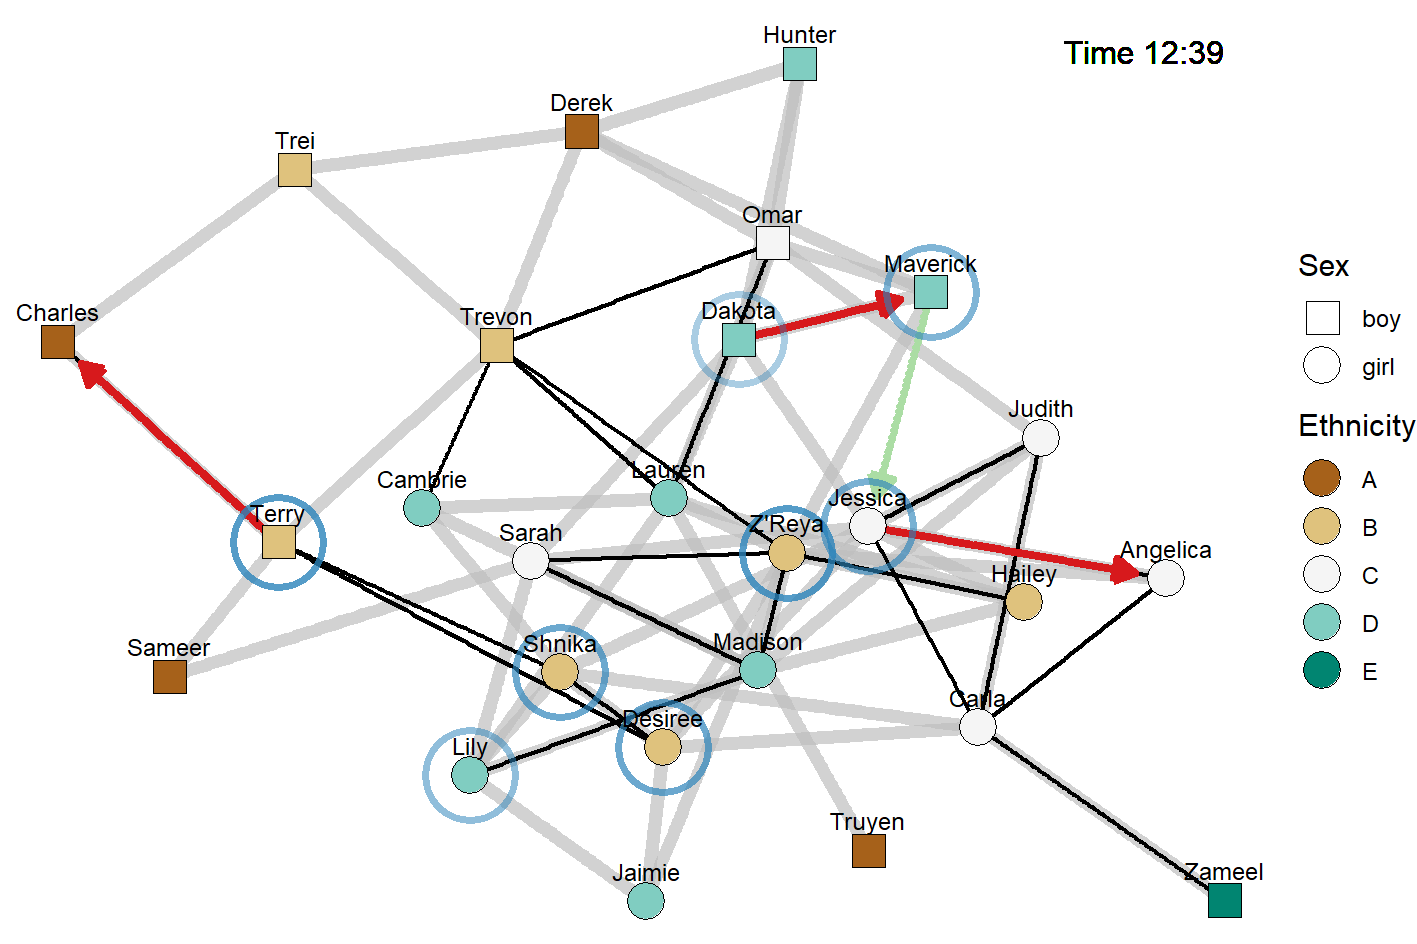 Hunter
Time 12:39
Derek
Trei
Omar
Maverick
Sex
Charles
Trevon
Dakota
boy
girl
Judith
Ethnicity
Cambrie
Lauren
A
Jessica
Terry
Sarah
Z'Reya
B
Angelica
Hailey
C
Sameer
Shnika
Madison
D
Carla
E
Lily
Desiree
Truyen
Jaimie
Zameel